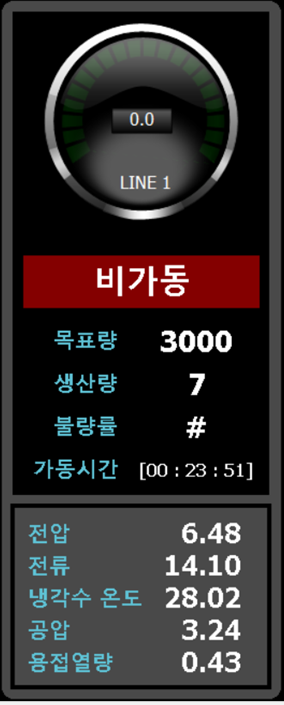 0.0
LINE 1
비가동
목표량 3000
생산량 7
불량률 #
가동시간 [00 : 23 : 51]
전압 6.48
전류 14.10
냉각수 온도 28.02
공압 3.24
용접열량 0.43